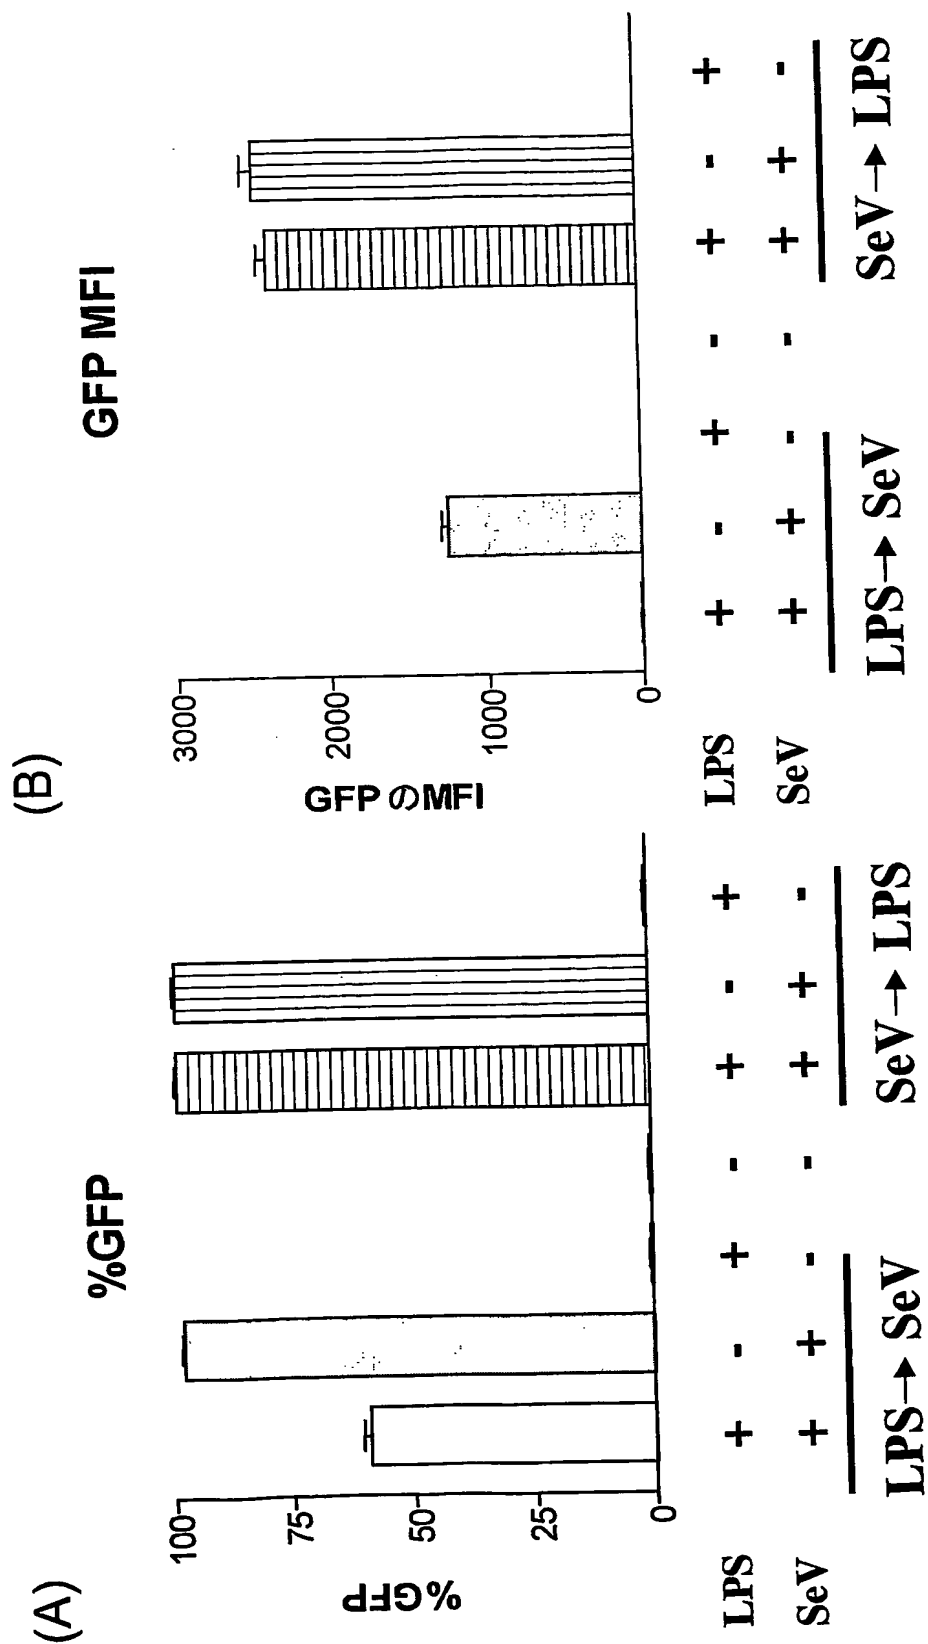 (A)
%GFP
%GFP
100
75
50
25
0
LPS + - + - + - +
SeV + + - - + + -
LPS→SeV SeV→LPS
(B)
GFP MFI
GFPのMFI
3000
2000
1000
0
LPS + - + - + - +
SeV + + - - + + -
LPS→SeV SeV→LPS